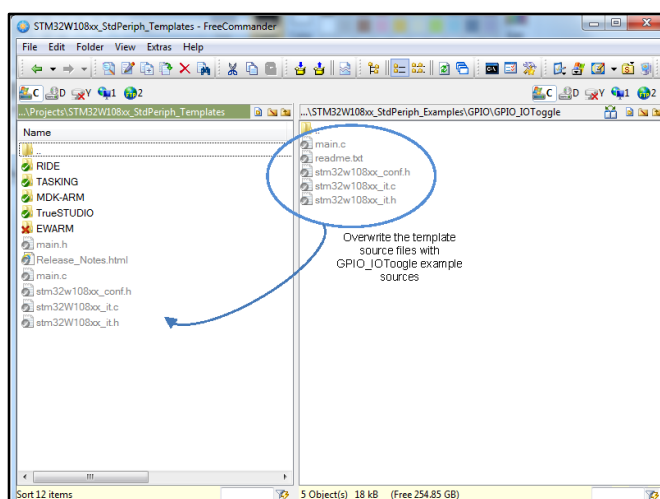 STM32W108xx_StdPeriph_Templates - FreeCommander
File Edit Folder View Extras Help
C D Y 1 2
C D Y 1 2
...\Projects\STM32W108xx_StdPeriph_Templates
...\STM32W108xx_StdPeriph_Examples\GPIO\GPIO_IOToggle
Name
..
RIDE
TASKING
MDK-ARM
TrueSTUDIO
EWARM
main.h
Release_Notes.html
main.c
stm32w108xx_conf.h
stm32W108xx_it.c
stm32W108xx_it.h
..
main.c
readme.txt
stm32w108xx_conf.h
stm32w108xx_it.c
stm32w108xx_it.h
Overwrite the template
source files with
GPIO_IOToogle example
sources
Sort 12 items
5 Object(s) 18 kB (Free 254.85 GB)